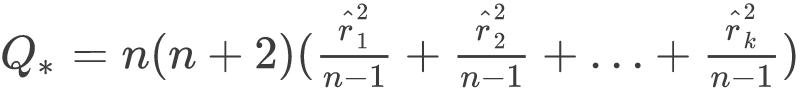 Q_* = n(n + 2)(\frac{\hat{r}_1^2}{n-1} + \frac{\hat{r}_2^2}{n-1} + \ldots + \frac{\hat{r}_k^2}{n-1})